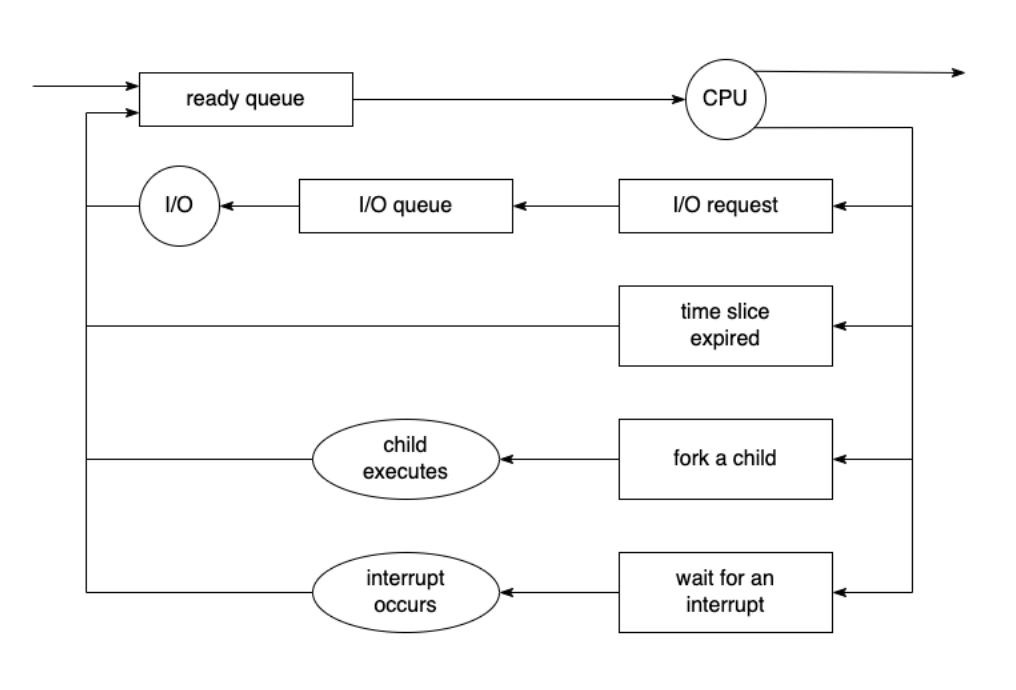 ready queue
CPU
I/O
I/O queue
I/O request
time slice
expired
child
executes
fork a child
interrupt
occurs
wait for an
interrupt